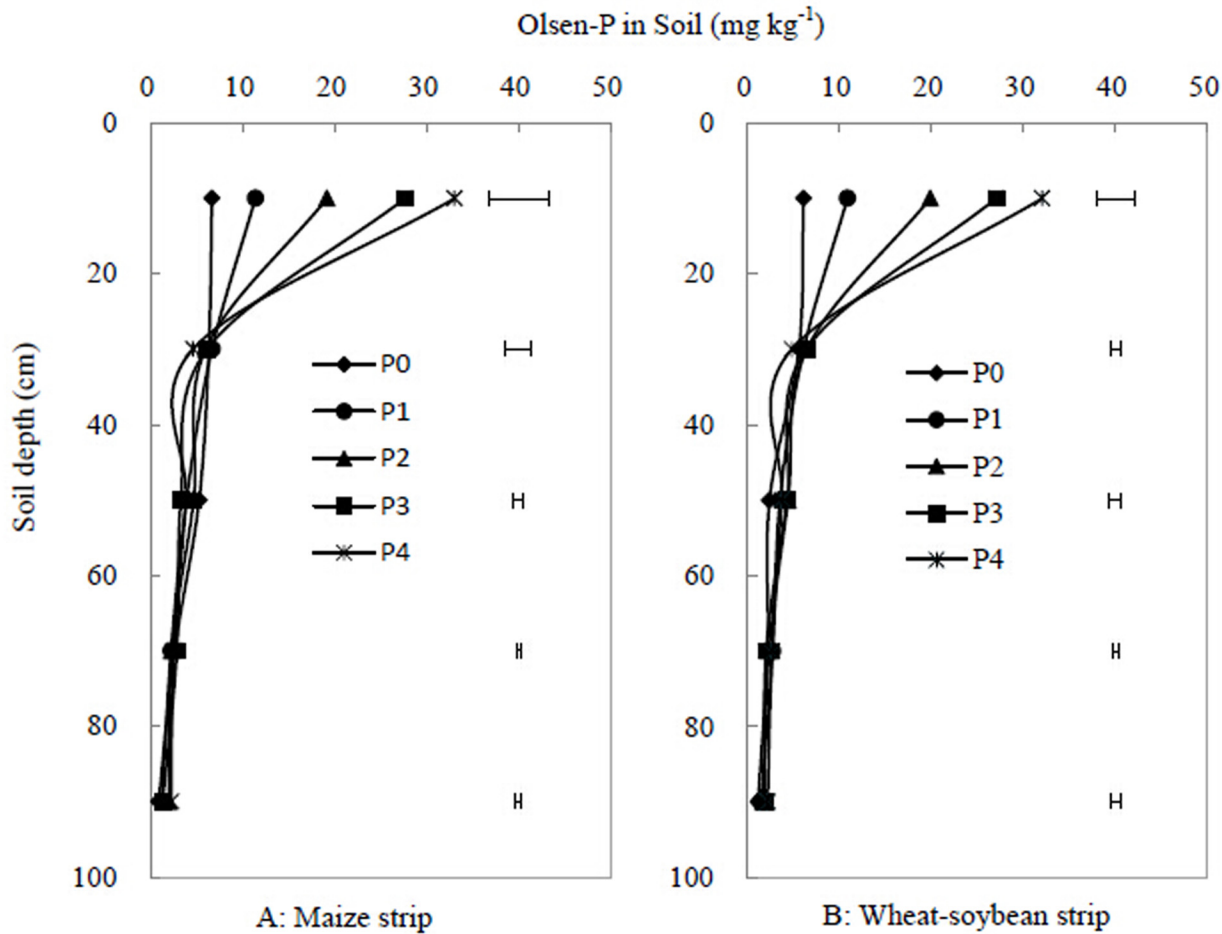 Olsen-P in Soil (mg kg⁻¹)
0 10 20 30 40 50
0 10 20 30 40 50
Soil depth (cm)
0
20
40
60
80
100
P0
P1
P2
P3
P4
0
20
40
60
80
100
P0
P1
P2
P3
P4
A: Maize strip
B: Wheat-soybean strip